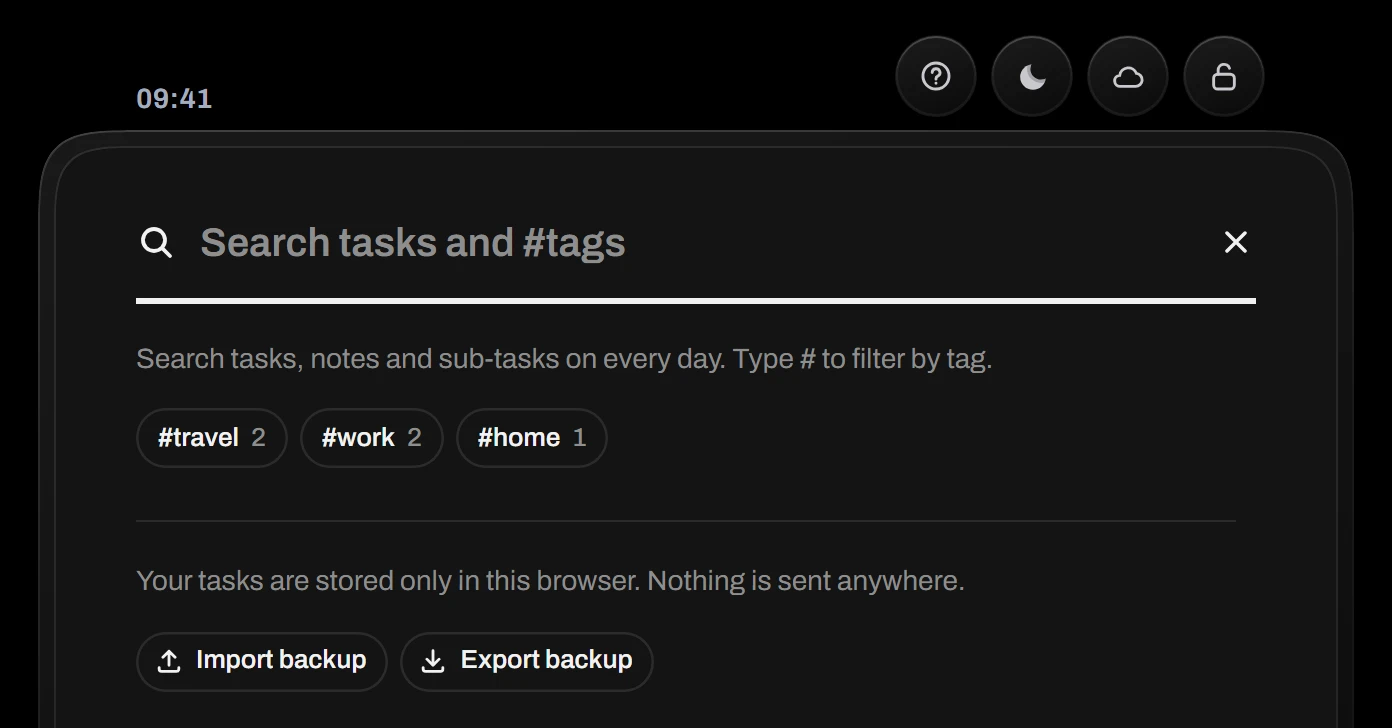 09:41
Search tasks and #tags
Search tasks, notes and sub-tasks on every day. Type # to filter by tag.
#travel 2 #work 2 #home 1
Your tasks are stored only in this browser. Nothing is sent anywhere.
Import backup Export backup